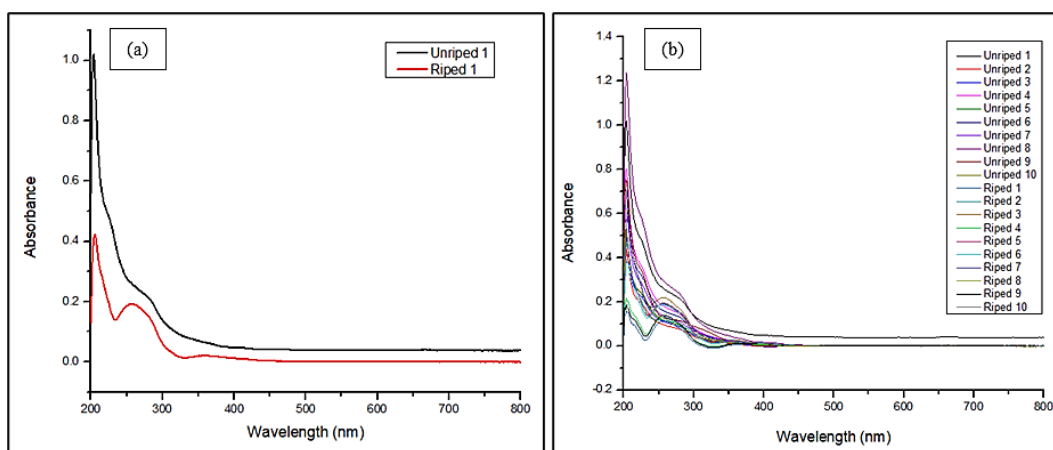 (a)
Unriped 1
Riped 1
Absorbance
1.0
0.8
0.6
0.4
0.2
0.0
200 300 400 500 600 700 800
Wavelength (nm)
(b)
Unriped 1
Unriped 2
Unriped 3
Unriped 4
Unriped 5
Unriped 6
Unriped 7
Unriped 8
Unriped 9
Unriped 10
Riped 1
Riped 2
Riped 3
Riped 4
Riped 5
Riped 6
Riped 7
Riped 8
Riped 9
Riped 10
Absorbance
1.4
1.2
1.0
0.8
0.6
0.4
0.2
0.0
-0.2
200 300 400 500 600 700 800
Wavelength (nm)